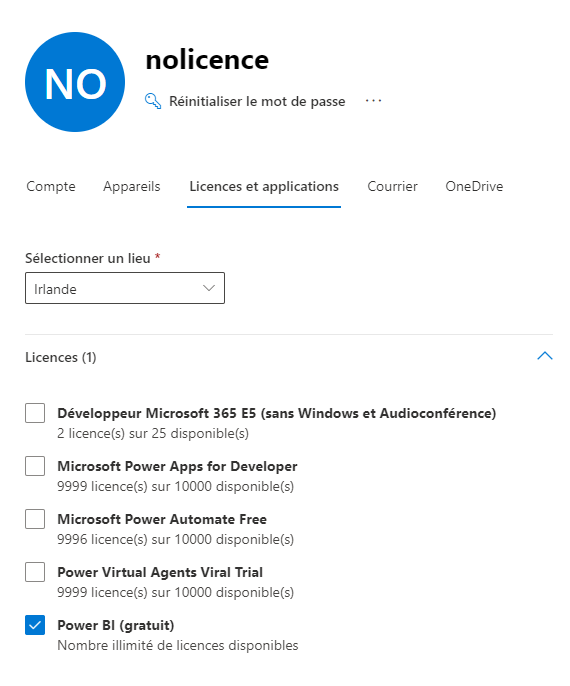 NO
nolicence
Réinitialiser le mot de passe ...
Compte Appareils Licences et applications Courrier OneDrive
Sélectionner un lieu *
Irlande
Licences (1)
Développeur Microsoft 365 E5 (sans Windows et Audioconférence)
2 licence(s) sur 25 disponible(s)
Microsoft Power Apps for Developer
9999 licence(s) sur 10000 disponible(s)
Microsoft Power Automate Free
9996 licence(s) sur 10000 disponible(s)
Power Virtual Agents Viral Trial
9999 licence(s) sur 10000 disponible(s)
Power BI (gratuit)
Nombre illimité de licences disponibles